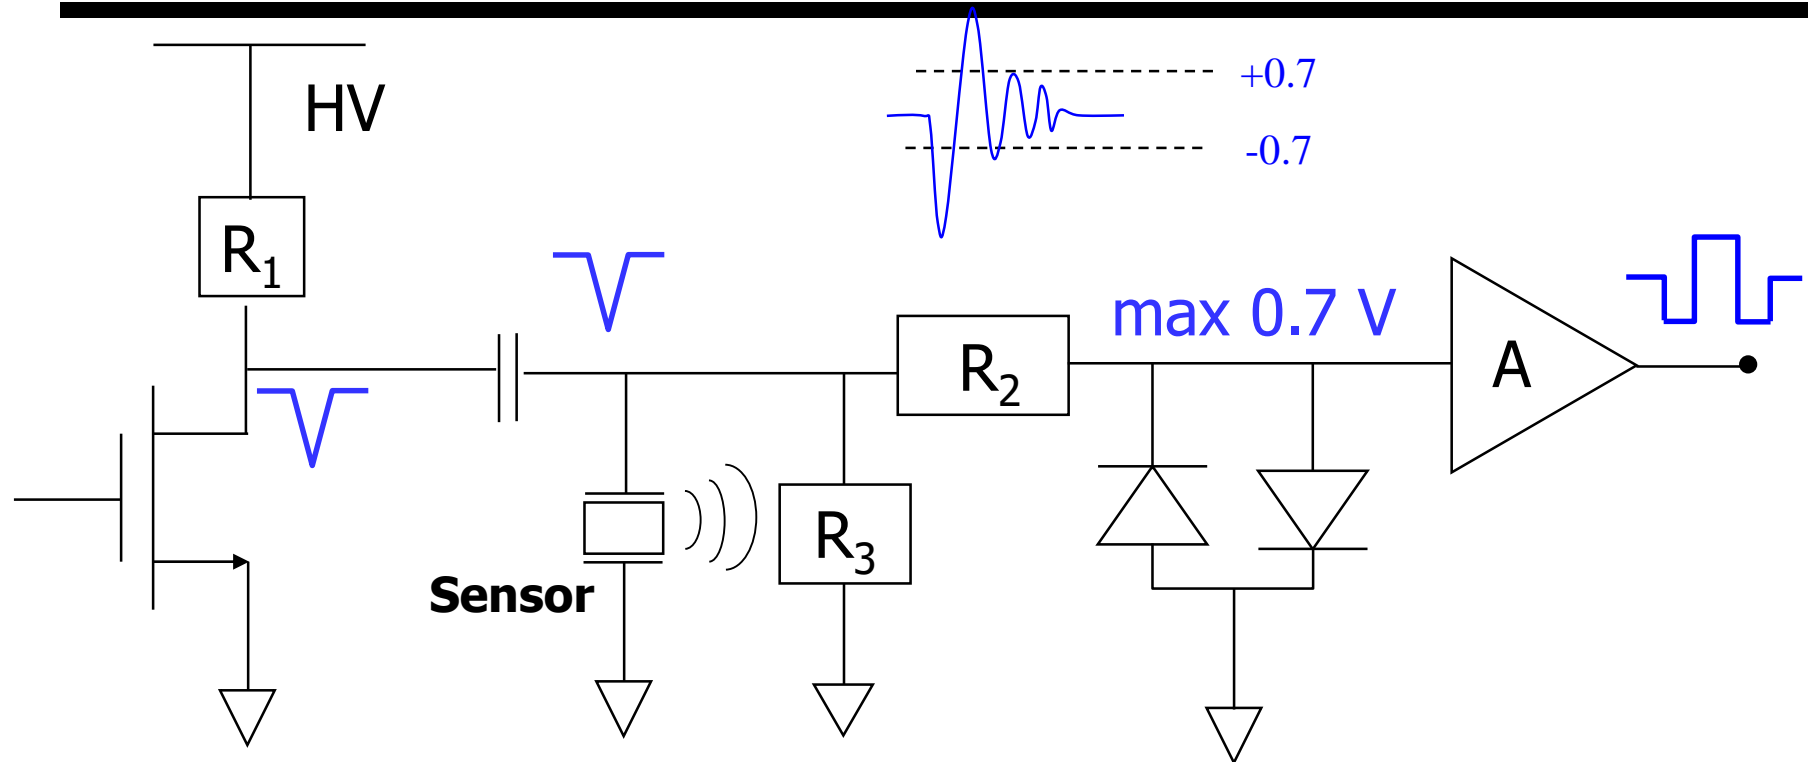 +0.7
-0.7
HV
R₁
max 0.7 V
R₂
A
R₃
Sensor